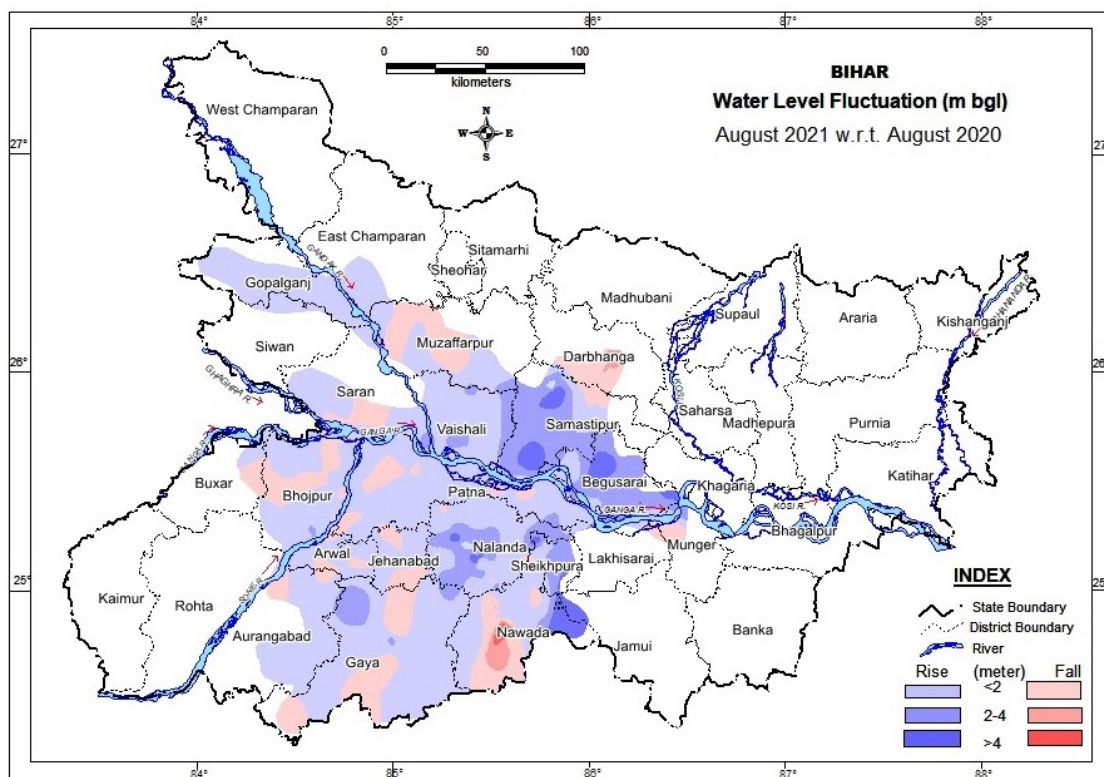 84°
85°
86°
87°
88°
0 50 100
kilometers
BIHAR
Water Level Fluctuation (m bgl)
August 2021 w.r.t. August 2020
N
W E
S
27°
27°
West Champaran
East Champaran
Sitamarhi
Sheohar
GANDAK R.
Gopalganj
Madhubani
Supaul
Araria
Kishanganj
Siwan
Muzaffarpur
Darbhanga
26°
26°
GHAGHRA R.
Saran
KOSI
Saharsa
Madhepura
Purnia
Vaishali
Samastipur
GANGA R.
Katihar
Buxar
Bhojpur
Patna
Begusarai
Khagaria
GANGA R.
KOSI R.
Bhagalpur
Arwal
Jehanabad
Nalanda
Sheikhpura
Lakhisarai
Munger
25°
25°
Kaimur
Rohta
SONE R.
Aurangabad
Gaya
Nawada
Jamui
Banka
INDEX
State Boundary
District Boundary
River
Rise (meter) Fall
<2
2-4
>4
84°
85°
86°
87°
88°